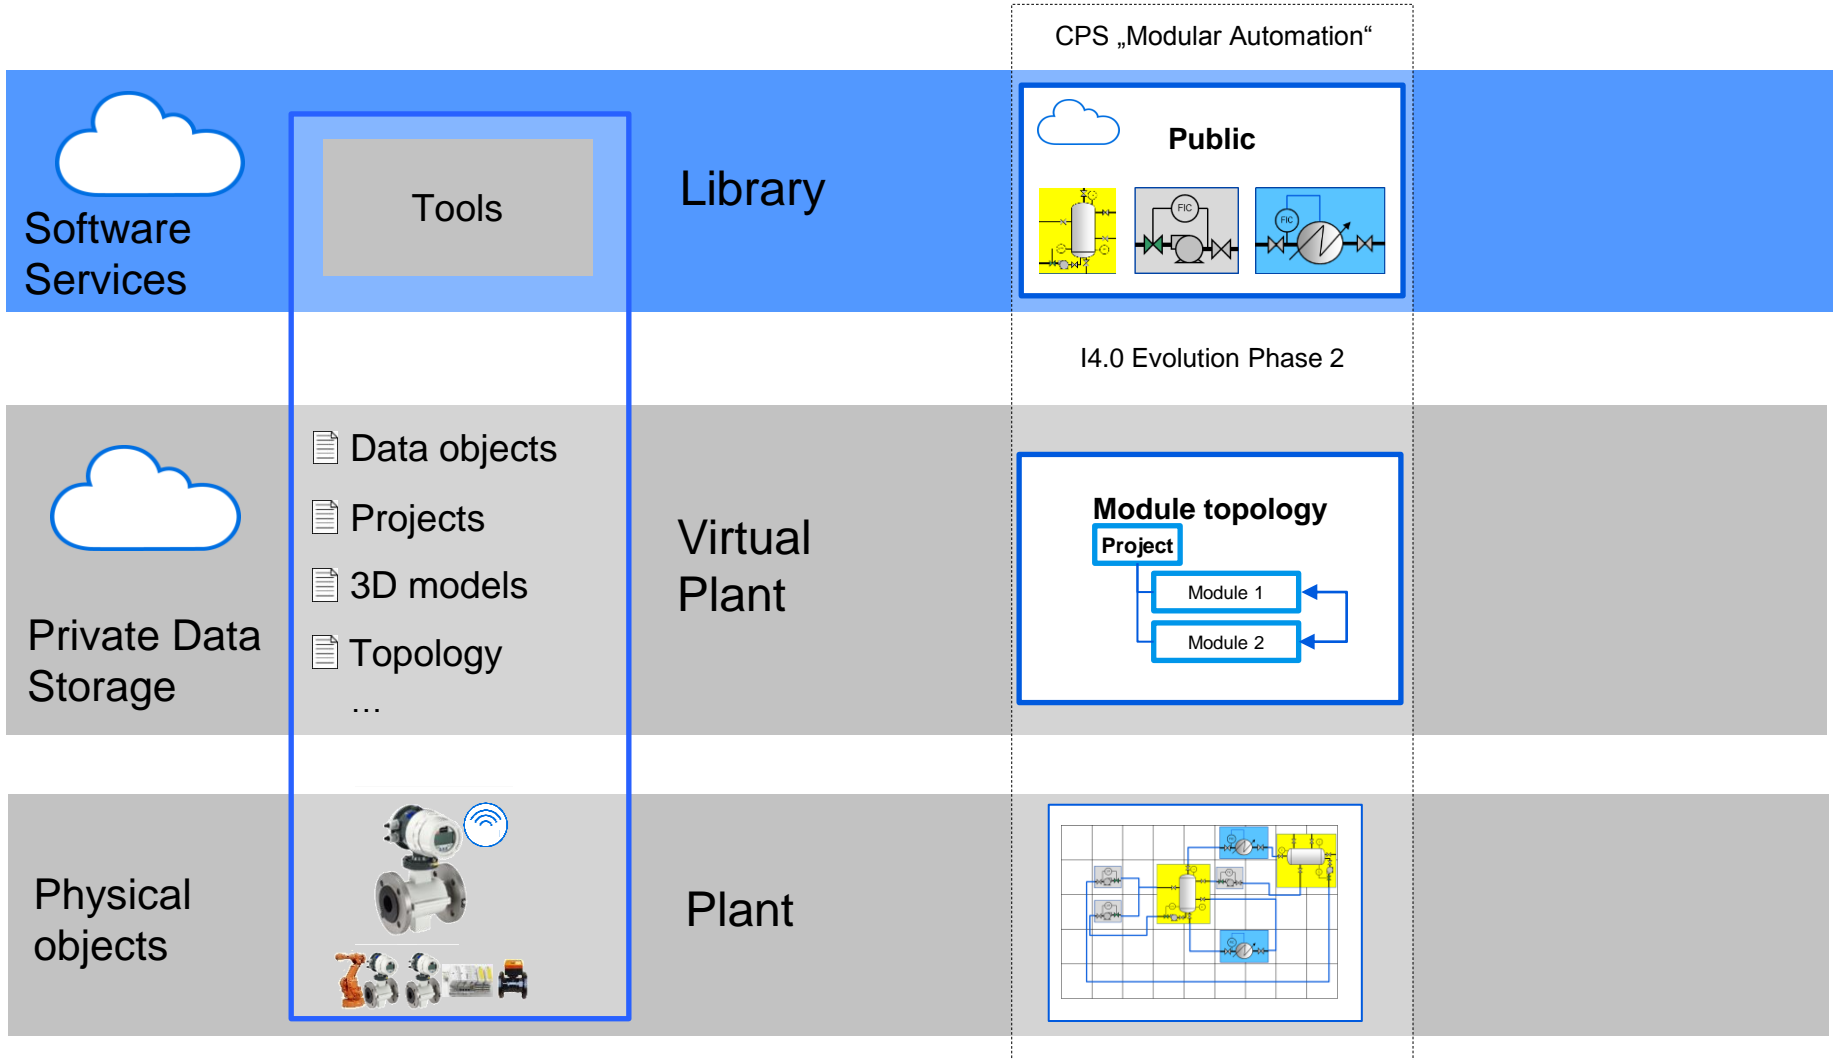 CPS „Modular Automation“
Public
Tools
Library
FIC
FIC
Software
Services
I4.0 Evolution Phase 2
Data objects
Projects
3D models
Topology
…
Virtual
Plant
Module topology
Project
Module 1
Module 2
Private Data
Storage
Physical
objects
Plant